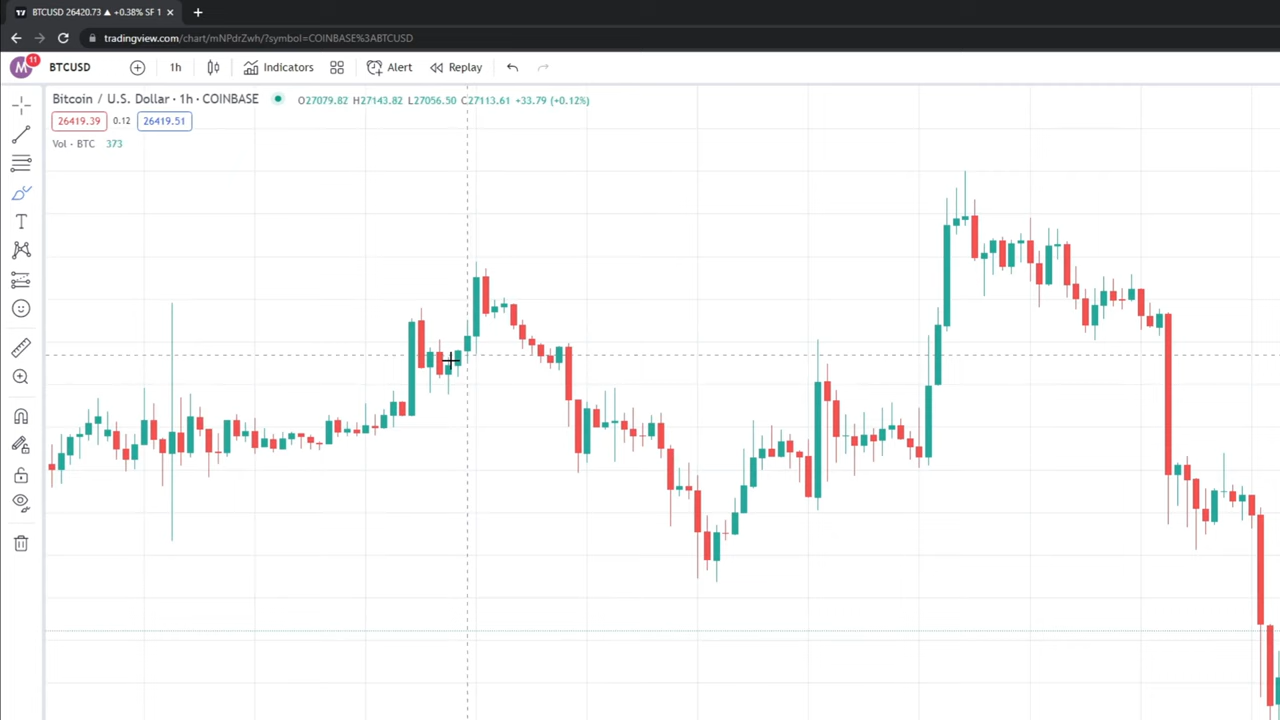 BTCUSD 26420.73 ▲ +0.38% SF 1
tradingview.com/chart/mNPdrZwh/?symbol=COINBASE%3ABTCUSD
M 11 BTCUSD 1h Indicators Alert Replay
Bitcoin / U.S. Dollar · 1h · COINBASE O27079.82 H27143.82 L27056.50 C27113.61 +33.79 (+0.12%)
26419.39 0.12 26419.51
Vol · BTC 373
T